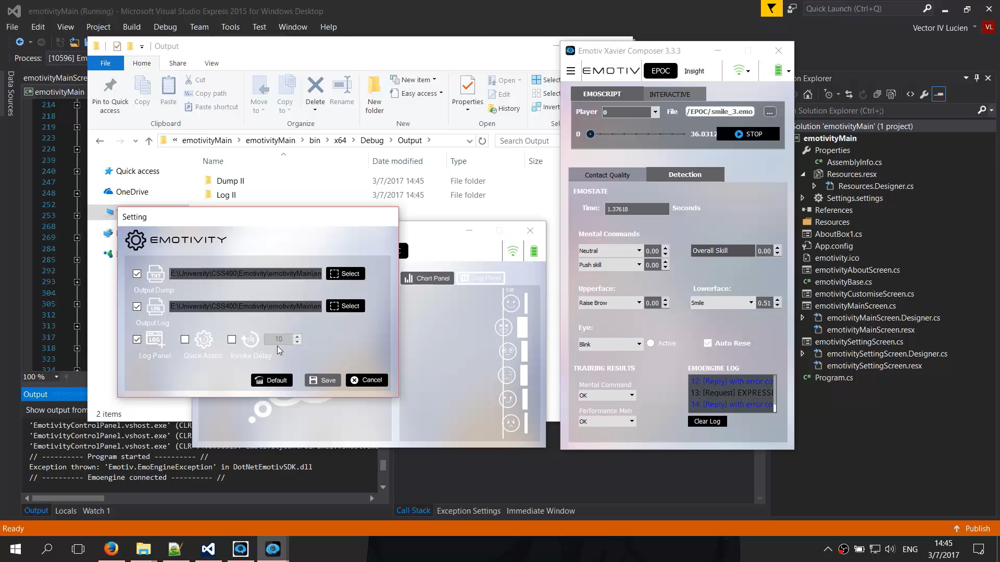 emotivityMain (Running) - Microsoft Visual Studio Express 2015 for Windows Desktop
Quick Launch (Ctrl+Q)
File Edit View Project Build Debug Team Tools Test Window Help
Vector IV Lucien VL
Process: [10596] Em
Data Sources
emotivityMainScre
emotivityMain
214
218
219
223
224
239
240
247
248
252
253
268
269
284
285
292
293
304
305
312
313
317
318
324
100 %
Output
File Home Share View
Pin to Quick access
Copy
Paste
Cut
Copy path
Paste shortcut
Clipboard
Move to
Copy to
Delete
Rename
Organize
New folder
New item
Easy access
New
Properties
Open
Edit
History
Open
Select
Select
Invert
Sel
« emotivityMain > emotivityMain > bin > x64 > Debug > Output >
Search Output
Name Date modified Type Size
Quick access
OneDrive
Dump II 3/7/2017 14:45 File folder
Log II 3/7/2017 14:45 File folder
2 items
Setting
EMOTIVITY
E:\University\CSS400\Emotivity\emotivityMain\en Select
Output Dump
E:\University\CSS400\Emotivity\emotivityMain\en Select
Output Log
10
Log Panel Quick Action Invoke Delay
Default Save Cancel
Chart Panel Log Panel
0.25
Emotiv Xavier Composer 3.3.3
EMOTIV EPOC Insight
EMOSCRIPT INTERACTIVE
Player 0 File /EPOC/smile_3.emo ...
0 36.0312 STOP
Contact Quality Detection
EMOSTATE
Time: 1.37618 Seconds
Mental Commands
Neutral 0.00 Overall Skill 0.00
Push skill 0.00
Upperface: Lowerface:
Raise Brow 0.00 Smile 0.51
Eye:
Blink Active Auto Rese
TRAINING RESULTS EMOENGINE LOG
Mental Command
OK
Performance Metr
OK
12: [Reply] with error co
13: [Request] EXPRESSI
14: [Reply] with error co
Clear Log
on Explorer
Solution Explorer (Ctrl+;)
Solution 'emotivityMain' (1 project)
emotivityMain
Properties
AssemblyInfo.cs
Resources.resx
Resources.Designer.cs
Settings.settings
References
Resources
AboutBox1.cs
App.config
emotivity.ico
emotivityAboutScreen.cs
emotivityBase.cs
emotivityCustomiseScreen.cs
emotivityMainScreen.cs
emotivityMainScreen.Designer.cs
emotivityMainScreen.resx
emotivitySettingScreen.cs
emotivitySettingScreen.Designer.cs
emotivitySettingScreen.resx
Program.cs
Output
Show output from
'EmotivityControlPanel.vshost.exe' (CLR
'EmotivityControlPanel.vshost.exe' (CLR
'EmotivityControlPanel.vshost.exe' (CLR
// ---------- Program started ---------- //
Exception thrown: 'Emotiv.EmoEngineException' in DotNetEmotivSDK.dll
// ---------- Emoengine connected ---------- //
Output Locals Watch 1
Call Stack Exception Settings Immediate Window
Ready Publish
ENG
14:45
3/7/2017